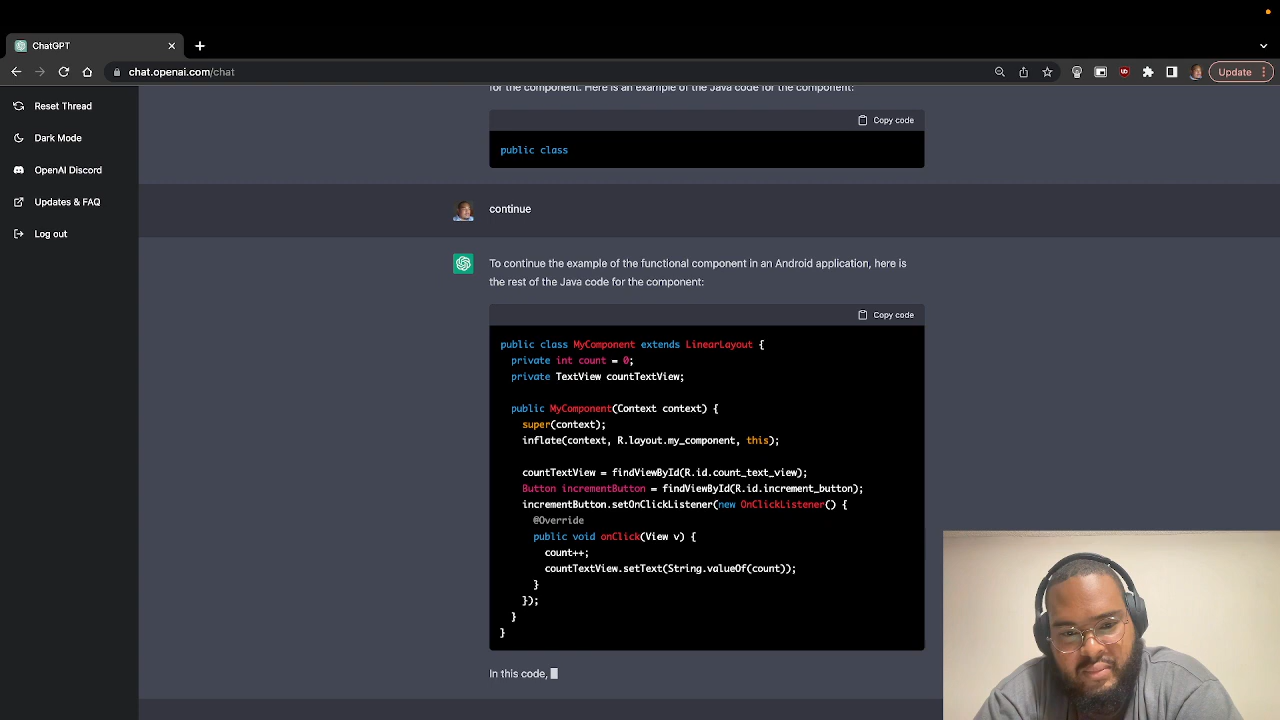 ChatGPT
chat.openai.com/chat
Update
Reset Thread
Dark Mode
OpenAI Discord
Updates & FAQ
Log out
for the component. Here is an example of the Java code for the component:
Copy code
public class
continue
To continue the example of the functional component in an Android application, here is
the rest of the Java code for the component:
Copy code
public class MyComponent extends LinearLayout {
private int count = 0;
private TextView countTextView;
public MyComponent(Context context) {
super(context);
inflate(context, R.layout.my_component, this);
countTextView = findViewById(R.id.count_text_view);
Button incrementButton = findViewById(R.id.increment_button);
incrementButton.setOnClickListener(new OnClickListener() {
@Override
public void onClick(View v) {
count++;
countTextView.setText(String.valueOf(count));
}
});
}
}
In this code,